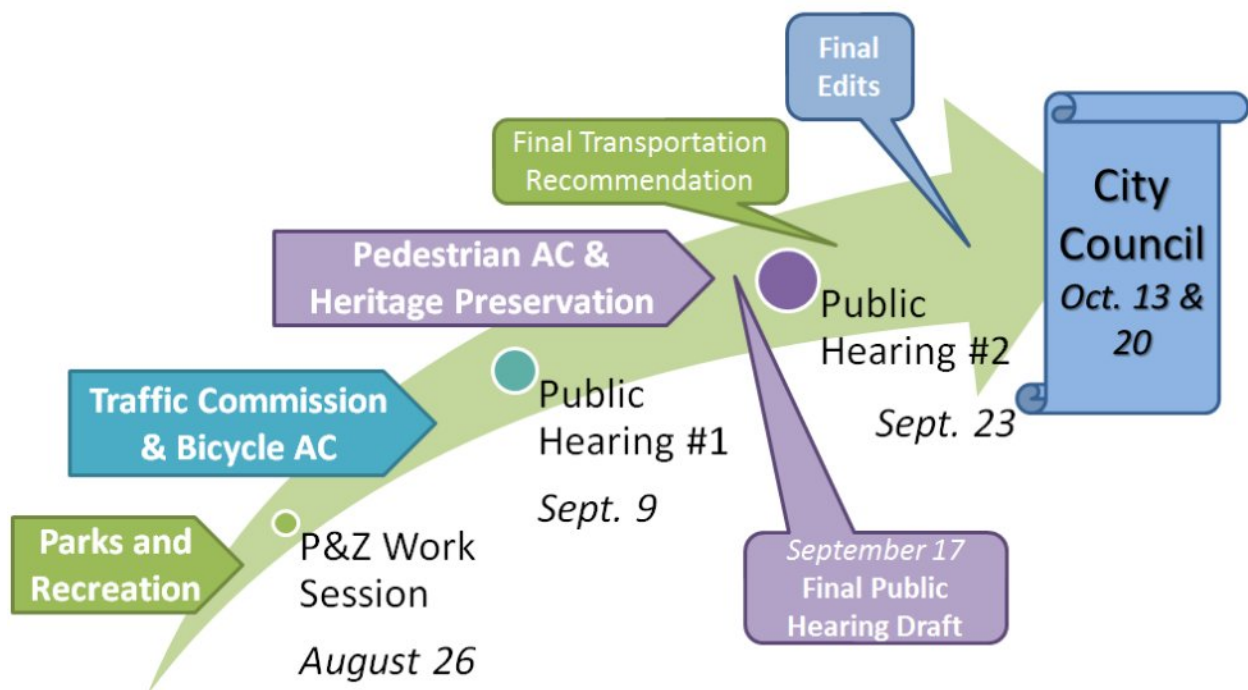 Final
Edits
Final Transportation
Recommendation
City
Council
Oct. 13 &
20
Pedestrian AC &
Heritage Preservation
Public
Hearing #2
Sept. 23
Traffic Commission
& Bicycle AC
Public
Hearing #1
Sept. 9
Parks and
Recreation
P&Z Work
Session
August 26
September 17
Final Public
Hearing Draft